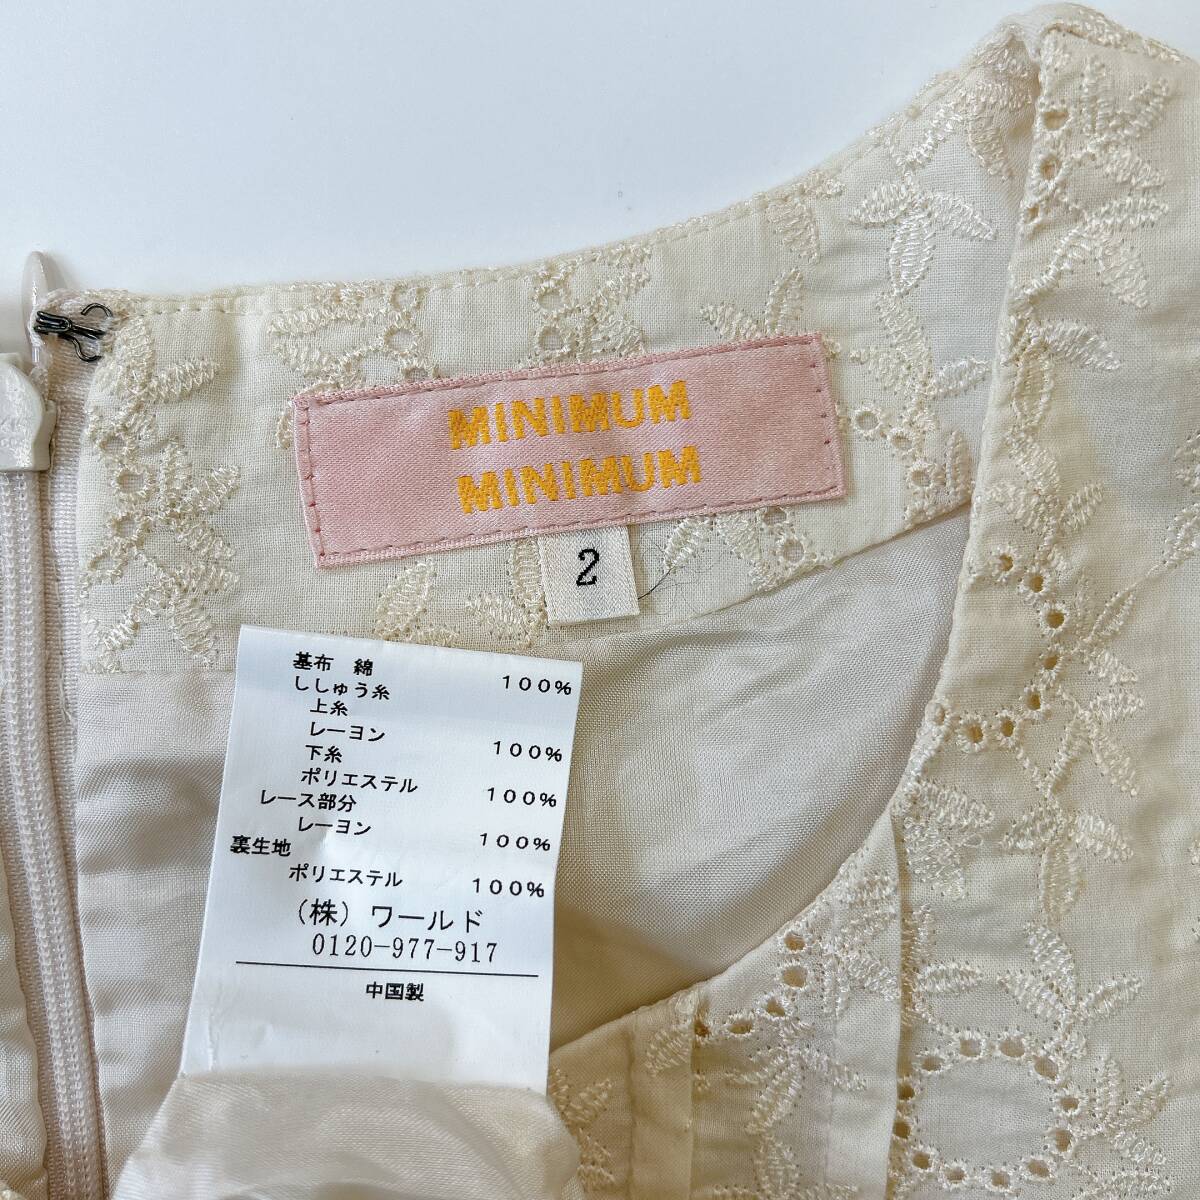 MINIMUM
MINIMUM
2
基布 綿 100%
ししゅう糸
上糸
レーヨン 100%
下糸
ポリエステル 100%
レース部分
レーヨン 100%
裏生地
ポリエステル 100%
(株)ワールド
0120-977-917
中国製